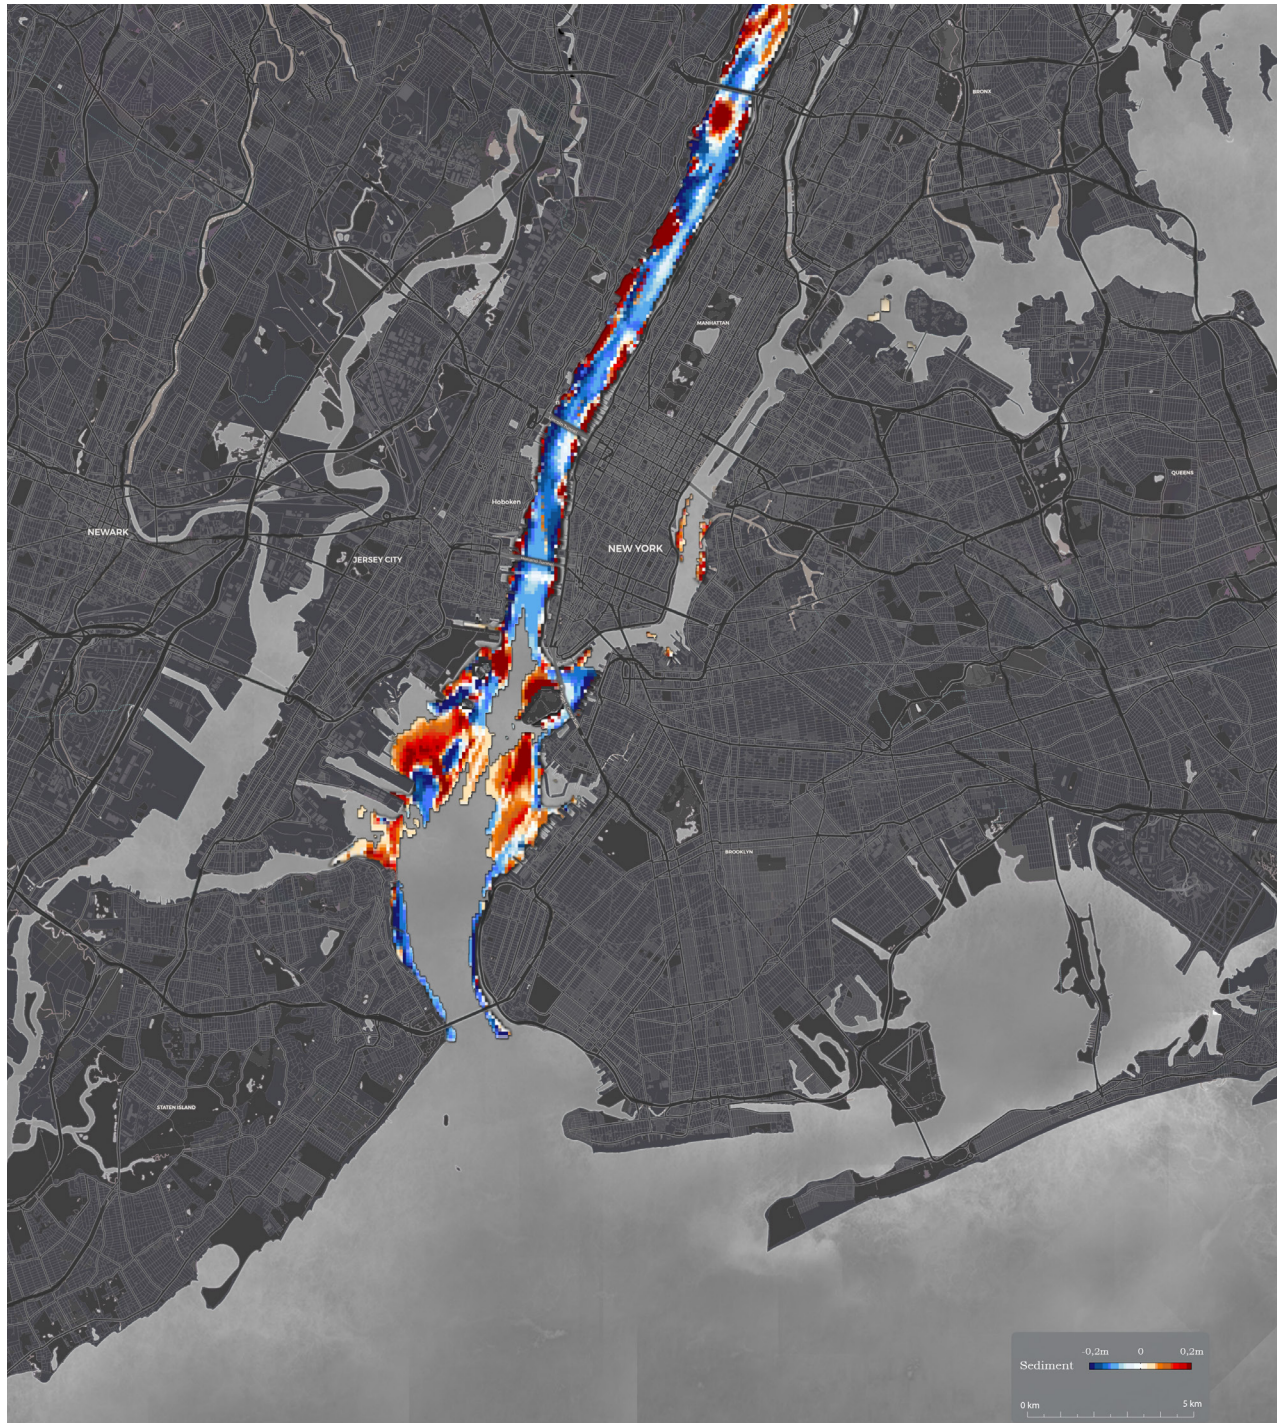 BRONX
MANHATTAN
QUEENS
Hoboken
NEWARK
NEW YORK
JERSEY CITY
BROOKLYN
STATEN ISLAND
-0,2m 0 0,2m
Sediment
0 km 5 km